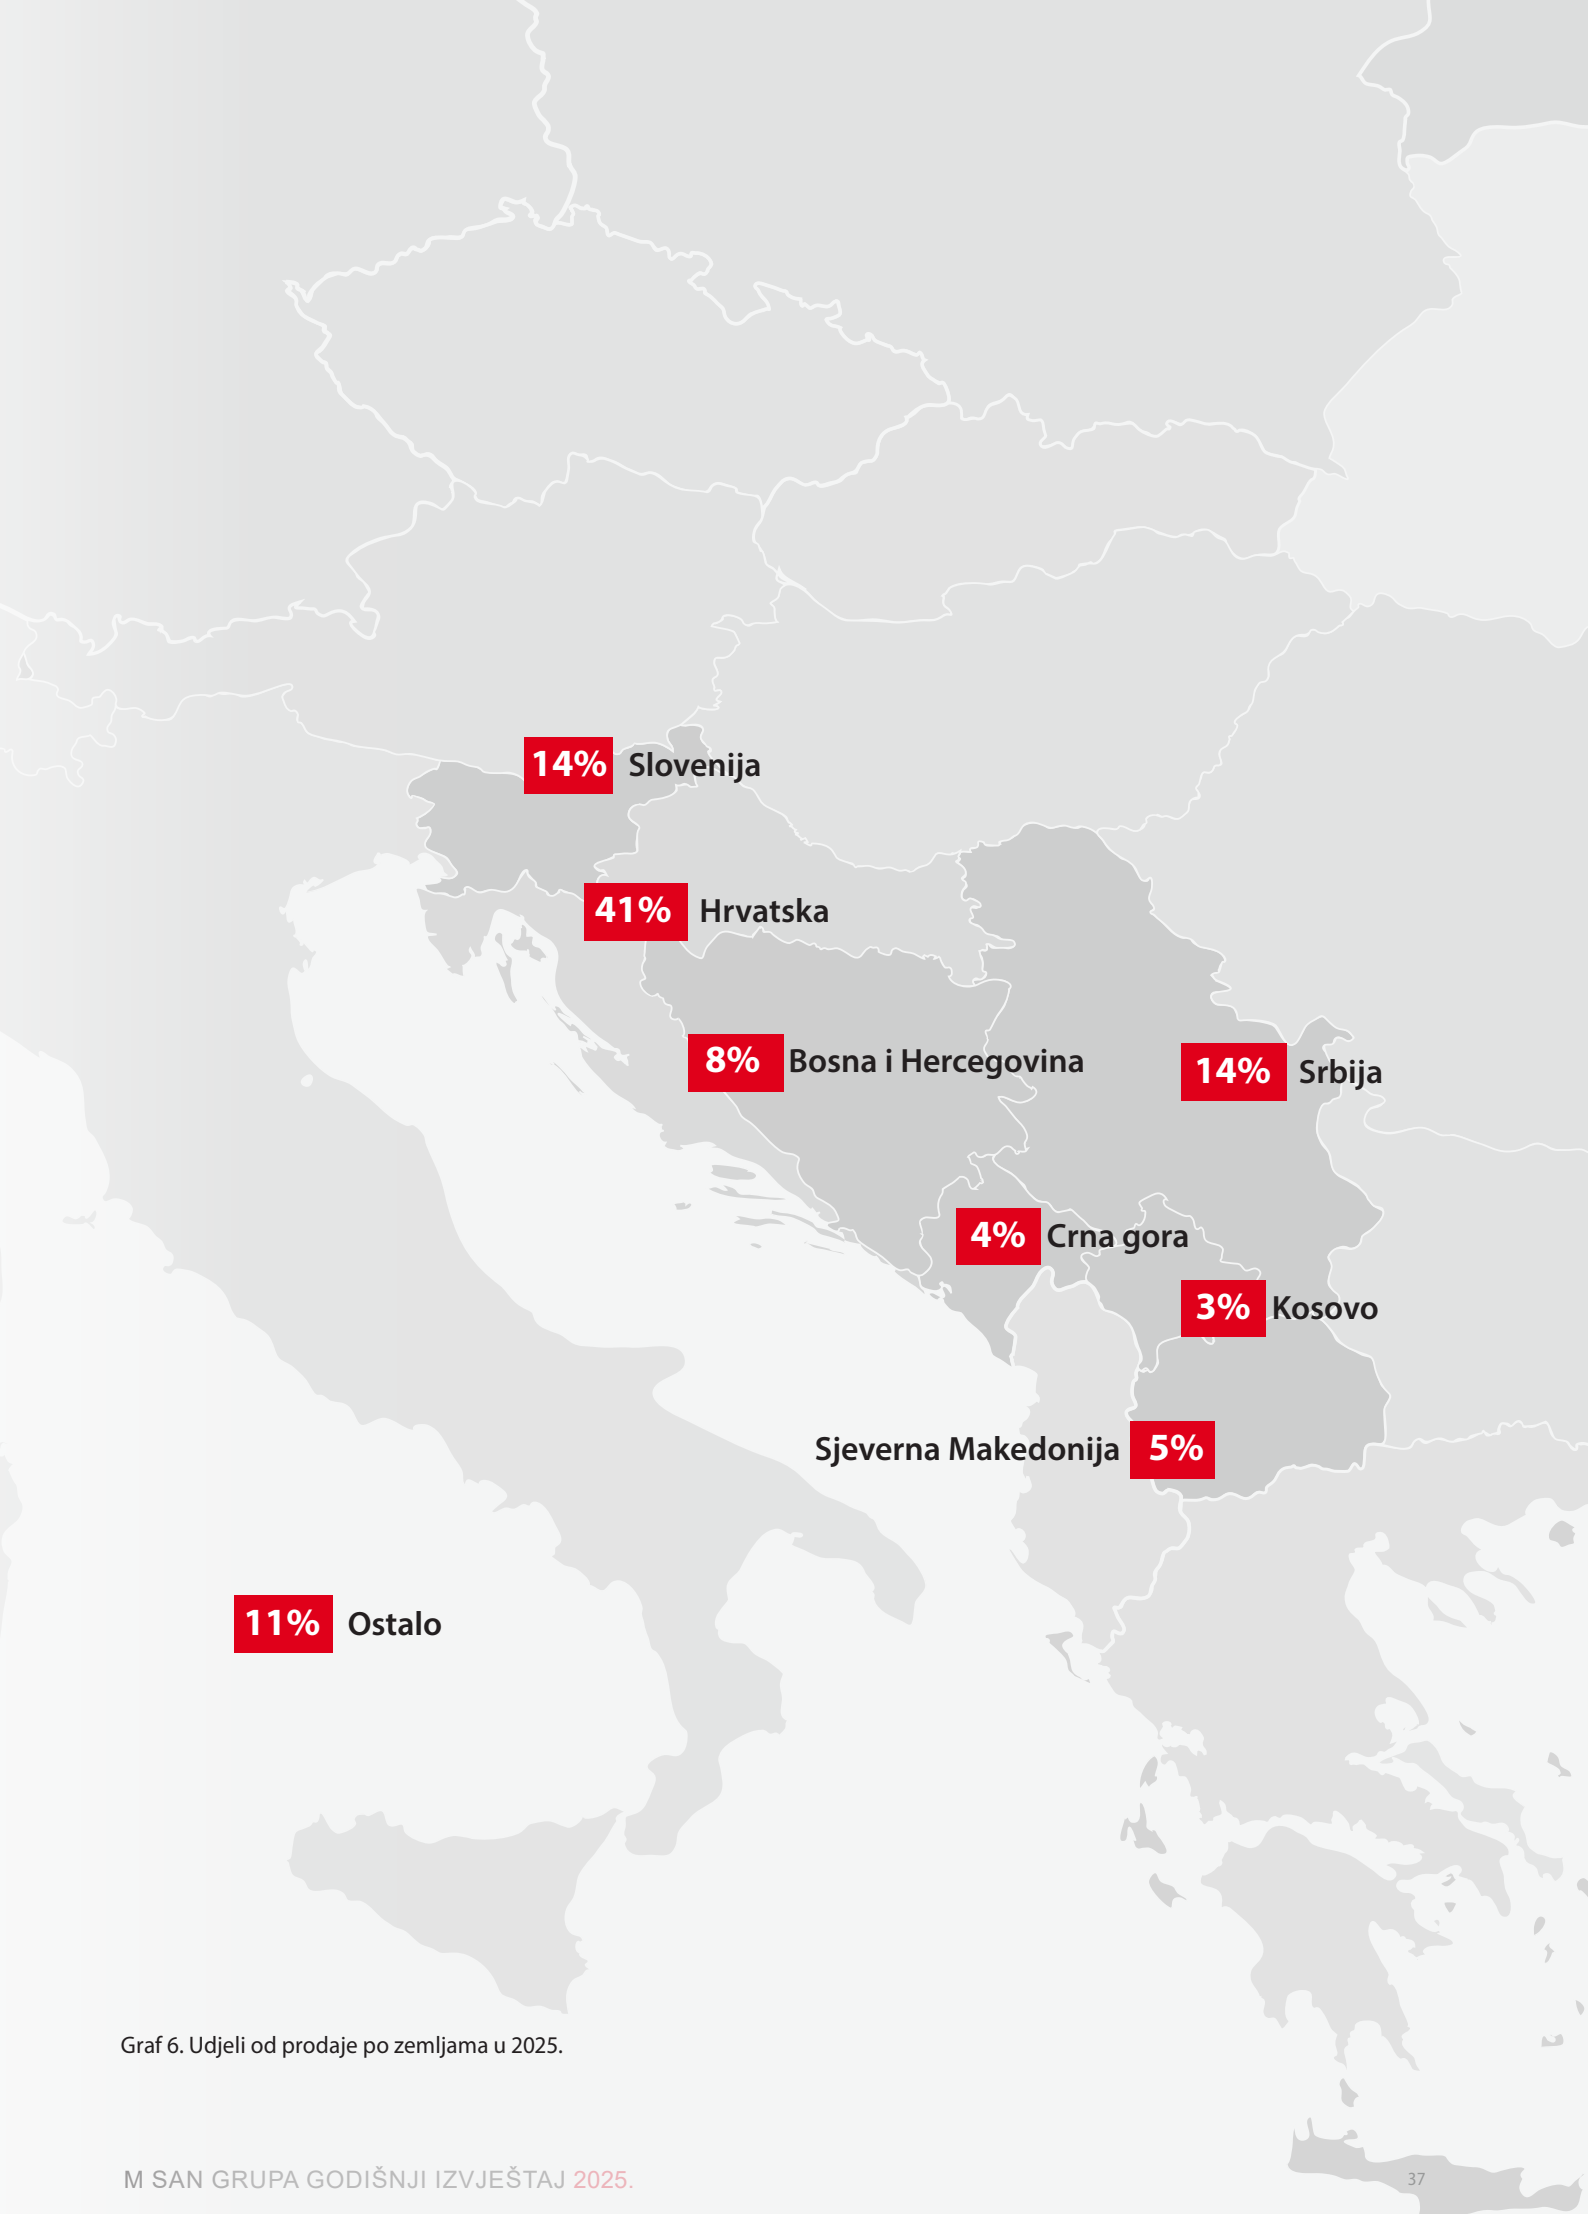 14% Slovenija
41% Hrvatska
8% Bosna i Hercegovina
14% Srbija
4% Crna gora
3% Kosovo
Sjeverna Makedonija 5%
11% Ostalo
Graf 6. Udjeli od prodaje po zemljama u 2025.
M SAN GRUPA GODIŠNJI IZVJEŠTAJ 2025.
37